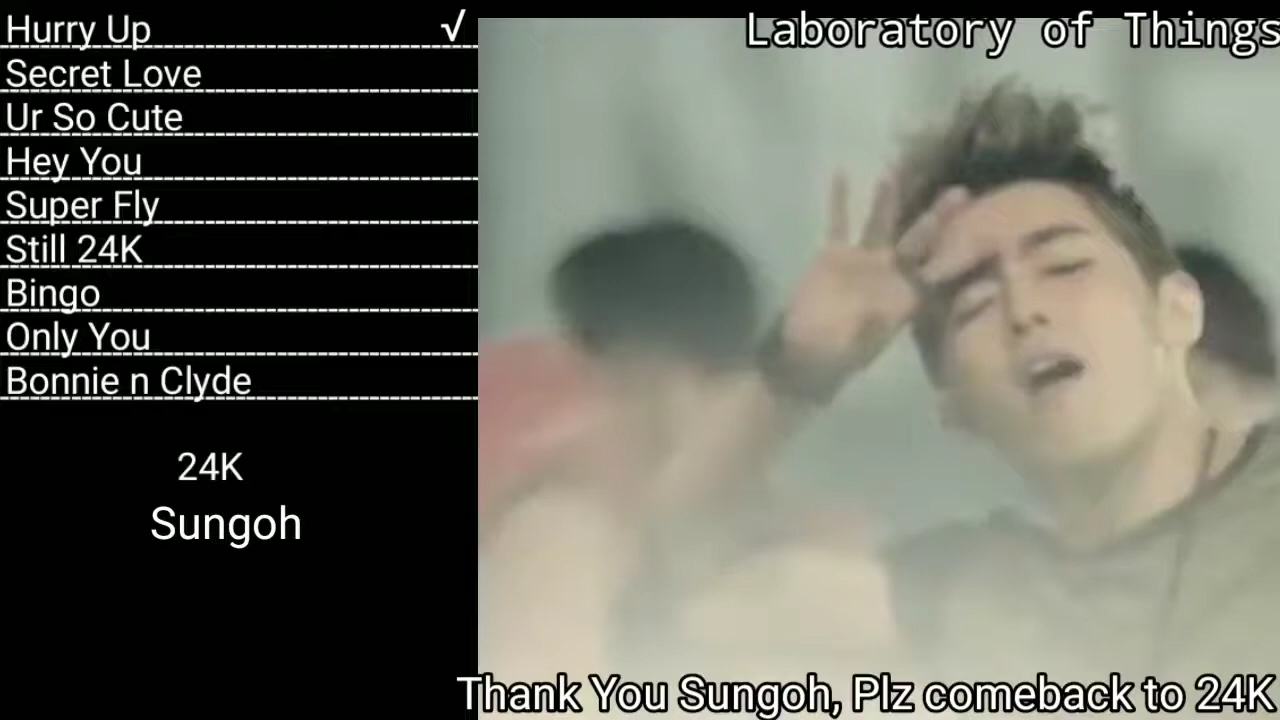 Hurry Up √
Secret Love
Ur So Cute
Hey You
Super Fly
Still 24K
Bingo
Only You
Bonnie n Clyde
24K
Sungoh
Laboratory of Things
Thank You Sungoh, Plz comeback to 24K